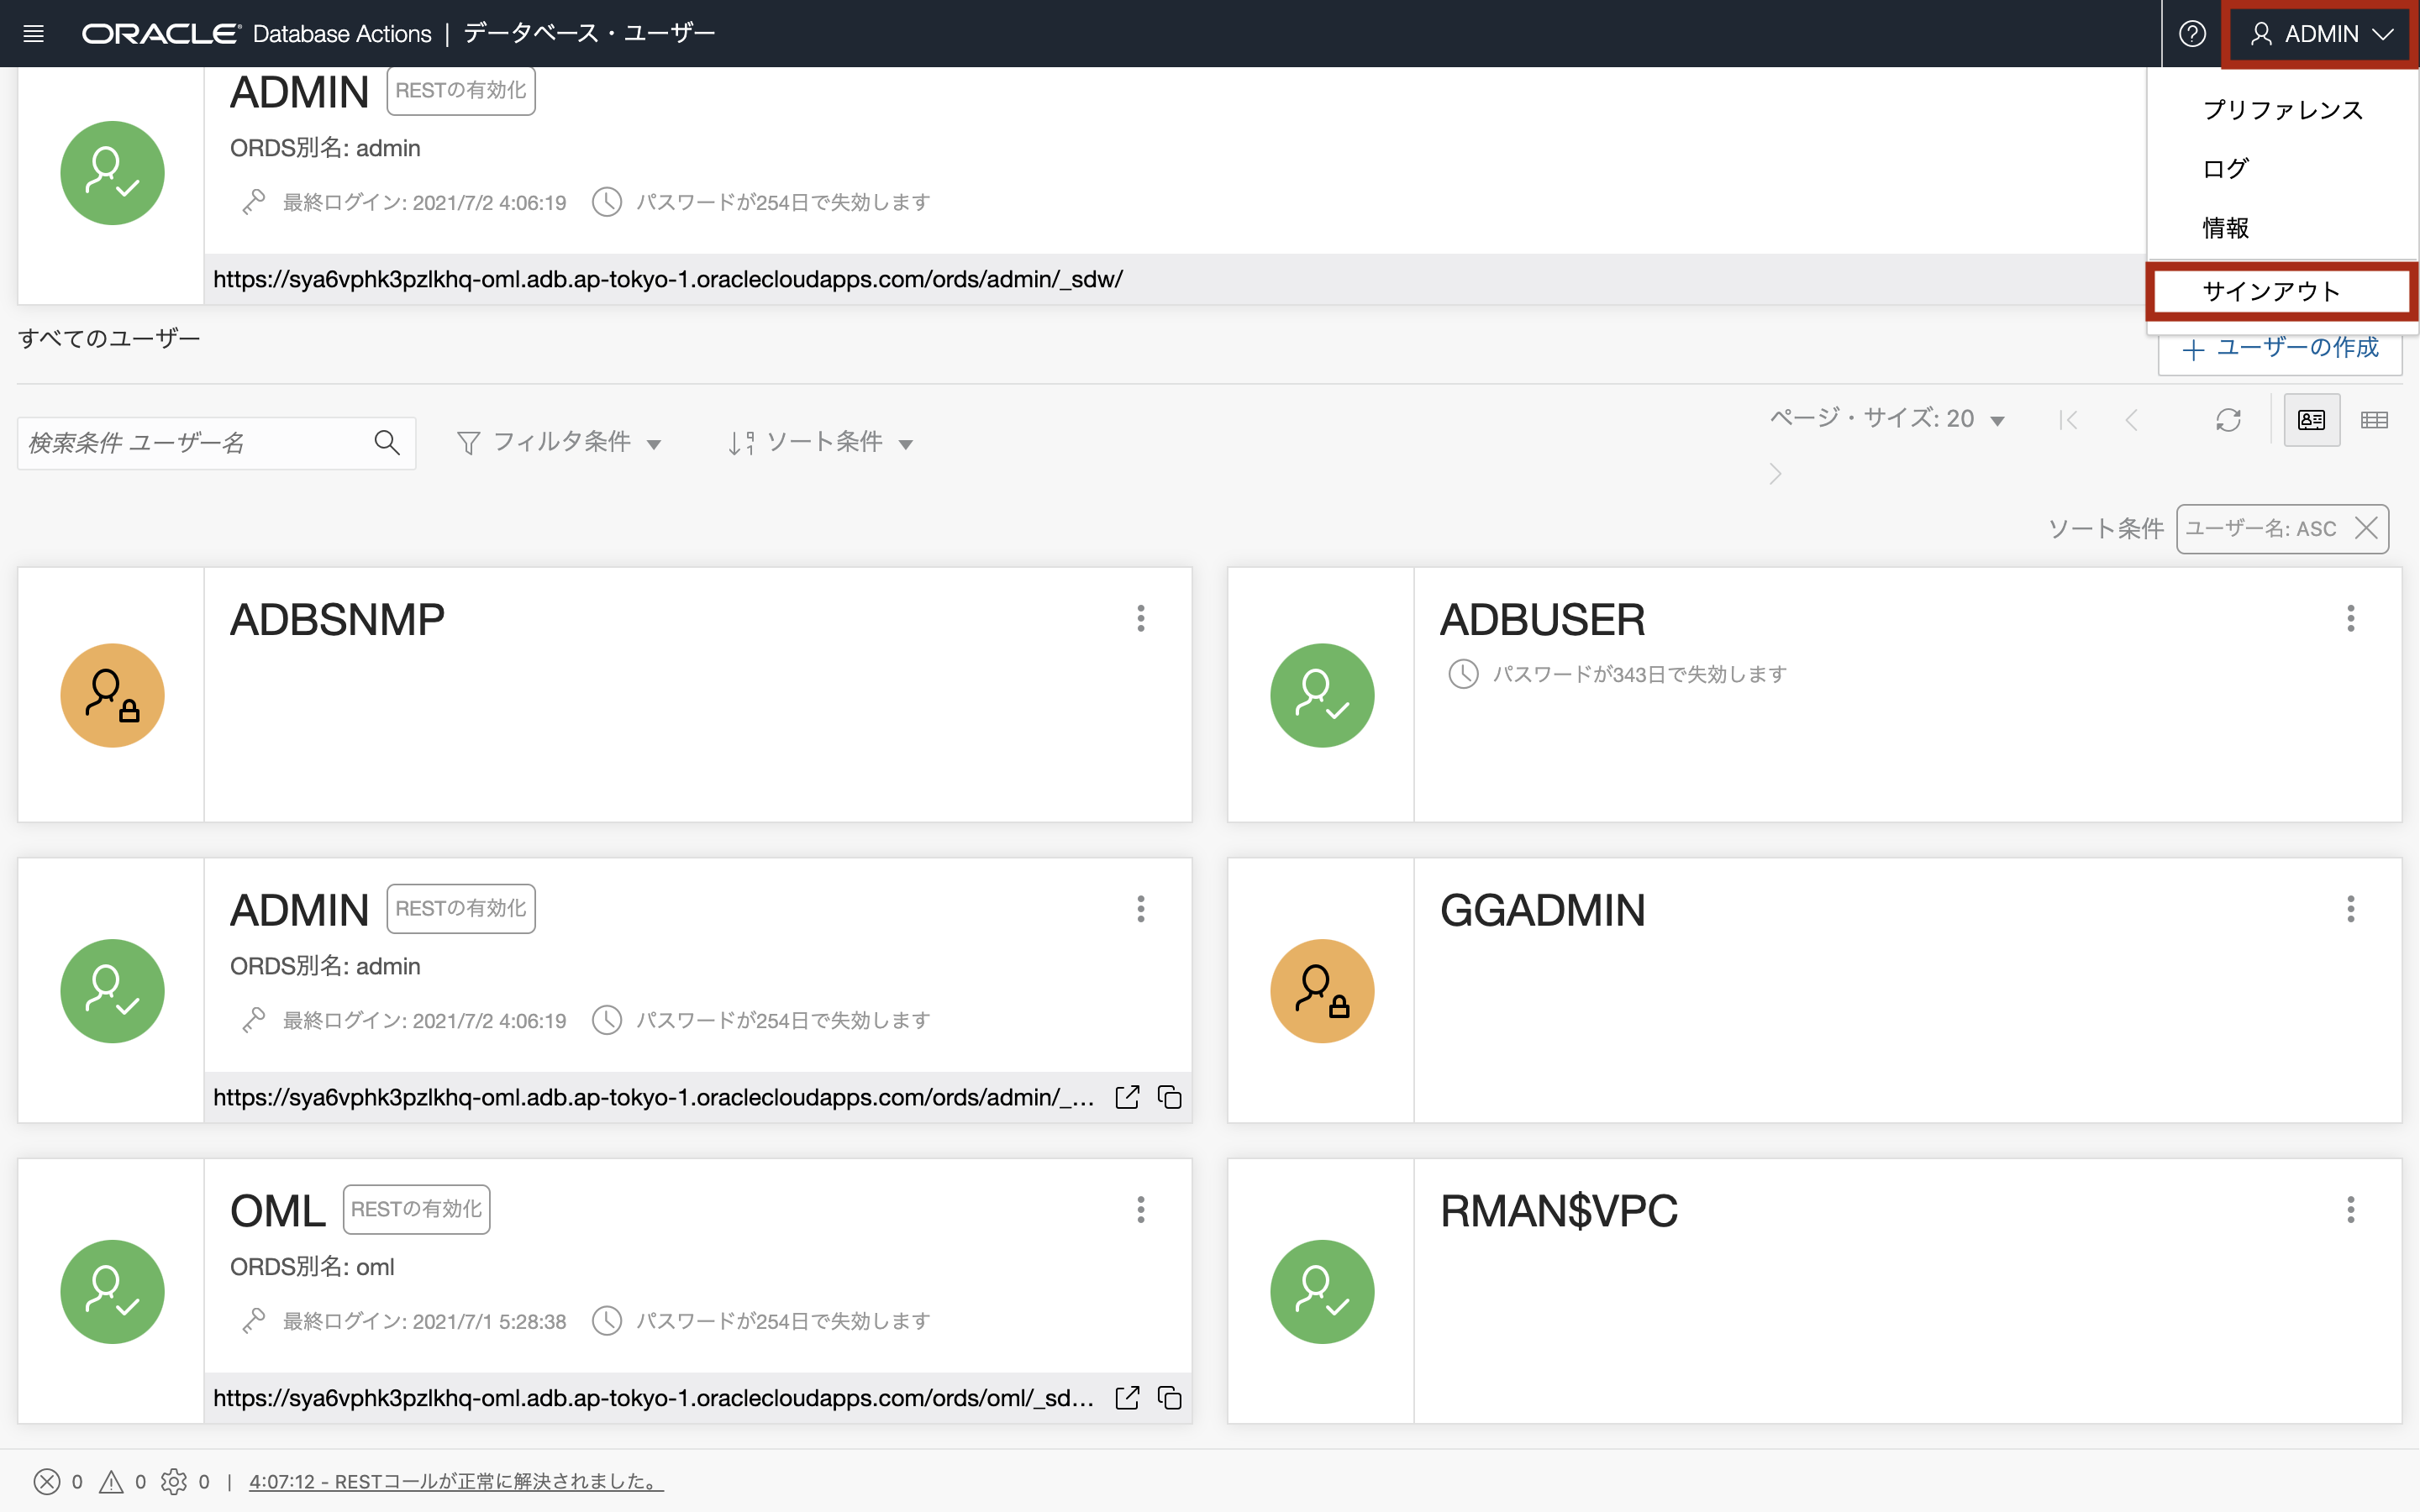 ORACLE Database Actions | データベース・ユーザー
ADMIN
プリファレンス
ログ
情報
サインアウト
ADMIN RESTの有効化
ORDS別名: admin
最終ログイン: 2021/7/2 4:06:19 パスワードが254日で失効します
https://sya6vphk3pzlkhq-oml.adb.ap-tokyo-1.oraclecloudapps.com/ords/admin/_sdw/
すべてのユーザー
ユーザーの作成
検索条件 ユーザー名
フィルタ条件
ソート条件
ページ・サイズ: 20
ソート条件 ユーザー名: ASC
ADBSNMP
ADBUSER
パスワードが343日で失効します
ADMIN RESTの有効化
ORDS別名: admin
最終ログイン: 2021/7/2 4:06:19 パスワードが254日で失効します
https://sya6vphk3pzlkhq-oml.adb.ap-tokyo-1.oraclecloudapps.com/ords/admin/_...
GGADMIN
OML RESTの有効化
ORDS別名: oml
最終ログイン: 2021/7/1 5:28:38 パスワードが254日で失効します
https://sya6vphk3pzlkhq-oml.adb.ap-tokyo-1.oraclecloudapps.com/ords/oml/_sd...
RMAN$VPC
0 0 0 | 4:07:12 - RESTコールが正常に解決されました。